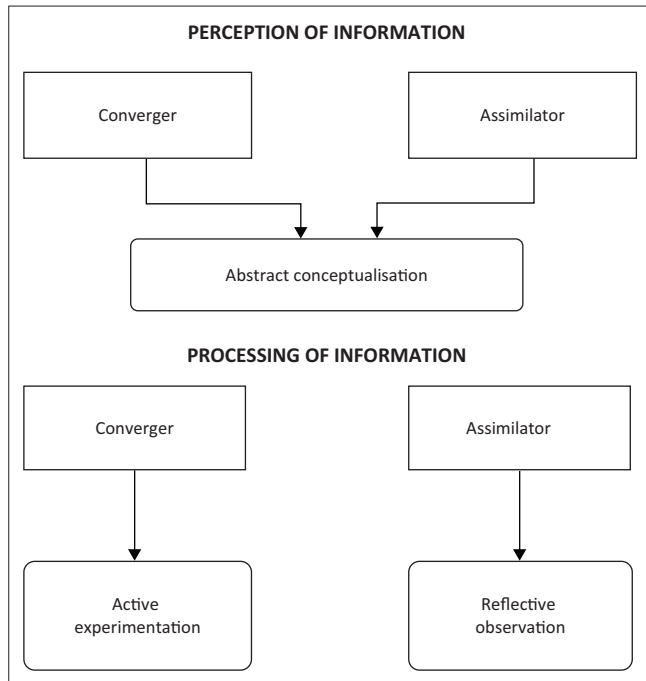 PERCEPTION OF INFORMATION
Converger
Assimilator
Abstract conceptualisation
PROCESSING OF INFORMATION
Converger
Assimilator
Active
experimentation
Reflective
observation